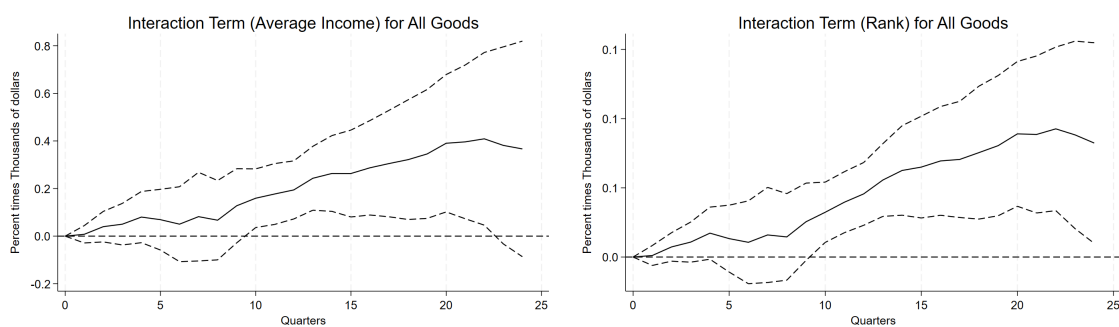 Interaction Term (Average Income) for All Goods
Percent times Thousands of dollars
0.8
0.6
0.4
0.2
0.0
-0.2
0 5 10 15 20 25
Quarters
Interaction Term (Rank) for All Goods
Percent times Thousands of dollars
0.1
0.1
0.1
0.0
0 5 10 15 20 25
Quarters